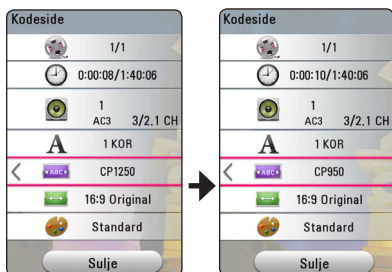 Kodeside
1/1
0:00:08/1:40:06
1
AC3 3/2.1 CH
A 1 KOR
ABC CP1250
16:9 Original
Standard
Sulje
Kodeside
1/1
0:00:10/1:40:06
1
AC3 3/2.1 CH
A 1 KOR
ABC CP950
16:9 Original
Standard
Sulje